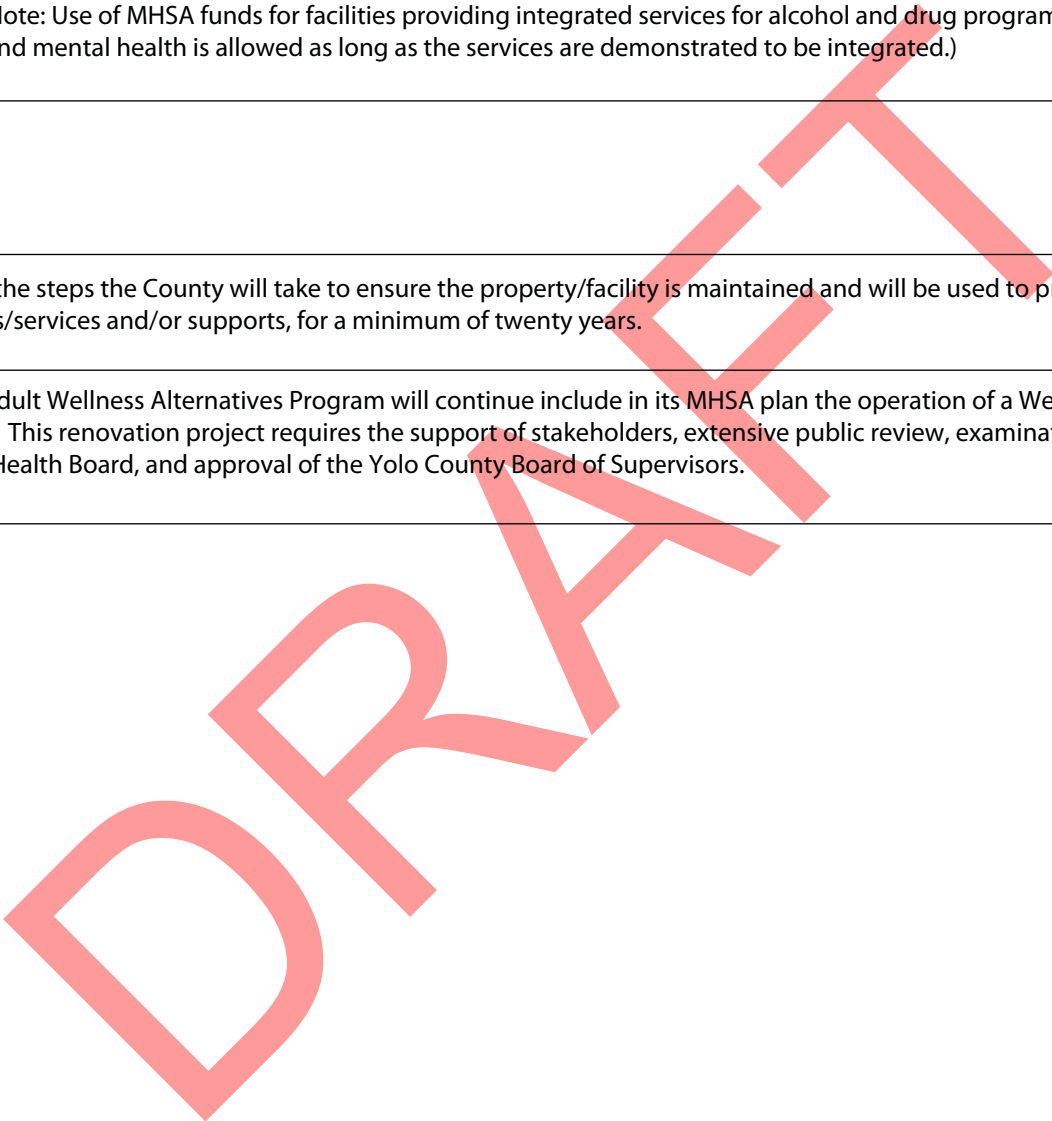 ote: Use of MHSA funds for facilities providing integrated services for alcohol and drug program
nd mental health is allowed as long as the services are demonstrated to be integrated.)
the steps the County will take to ensure the property/facility is maintained and will be used to p
s/services and/or supports, for a minimum of twenty years.
dult Wellness Alternatives Program will continue include in its MHSA plan the operation of a We
This renovation project requires the support of stakeholders, extensive public review, examina
Health Board, and approval of the Yolo County Board of Supervisors.
DRAFT